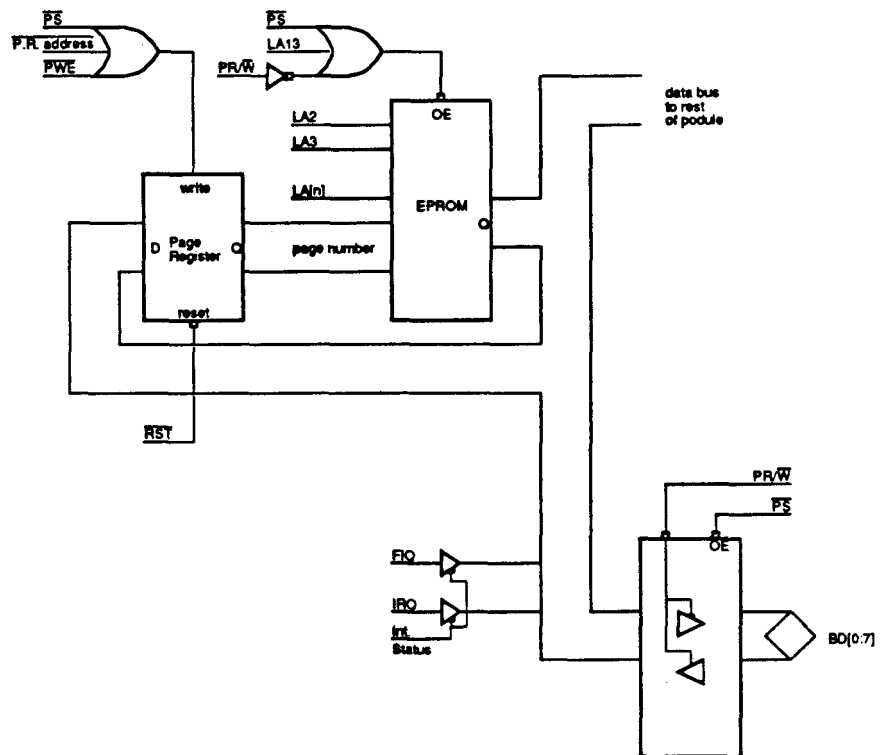 PS
P.R. address
PWE
PS
LA13
PR/W
OE
LA2
LA3
LA[n]
EPROM
data bus
to rest
of podule
write
D Page
Register
Q
page number
reset
RST
PR/W
PS
OE
FIQ
IRQ
Int
Status
BD[0:7]